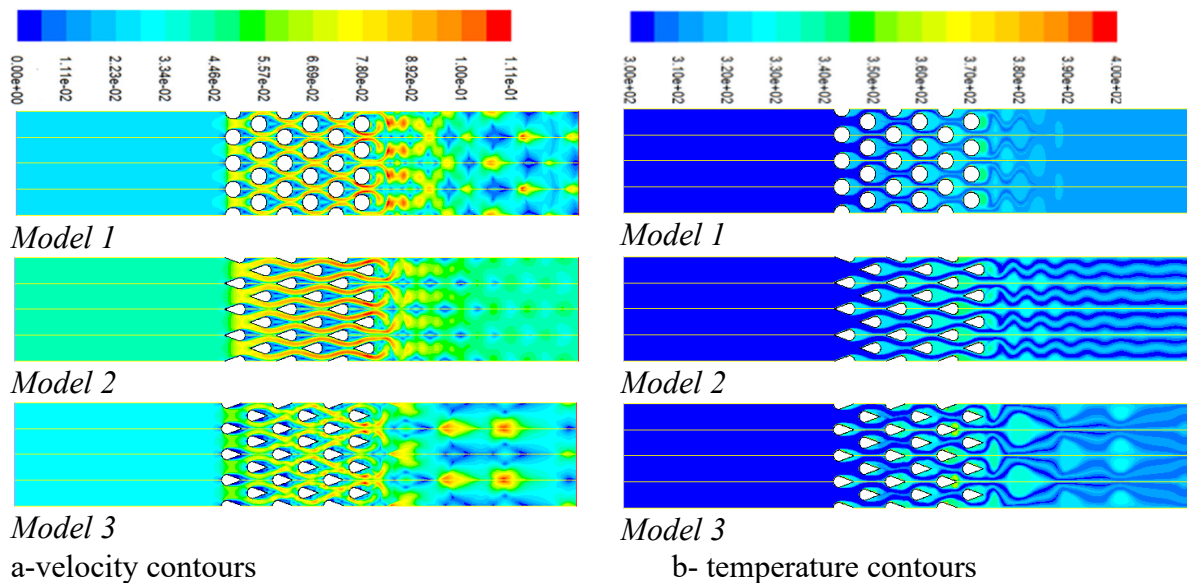 0.00e+00 1.11e-02 2.23e-02 3.34e-02 4.46e-02 5.57e-02 6.69e-02 7.80e-02 8.92e-02 1.00e-01 1.11e-01
3.00e+02 3.10e+02 3.20e+02 3.30e+02 3.40e+02 3.50e+02 3.60e+02 3.70e+02 3.80e+02 3.90e+02 4.00e+02
Model 1
Model 1
Model 2
Model 2
Model 3
Model 3
a-velocity contours
b- temperature contours